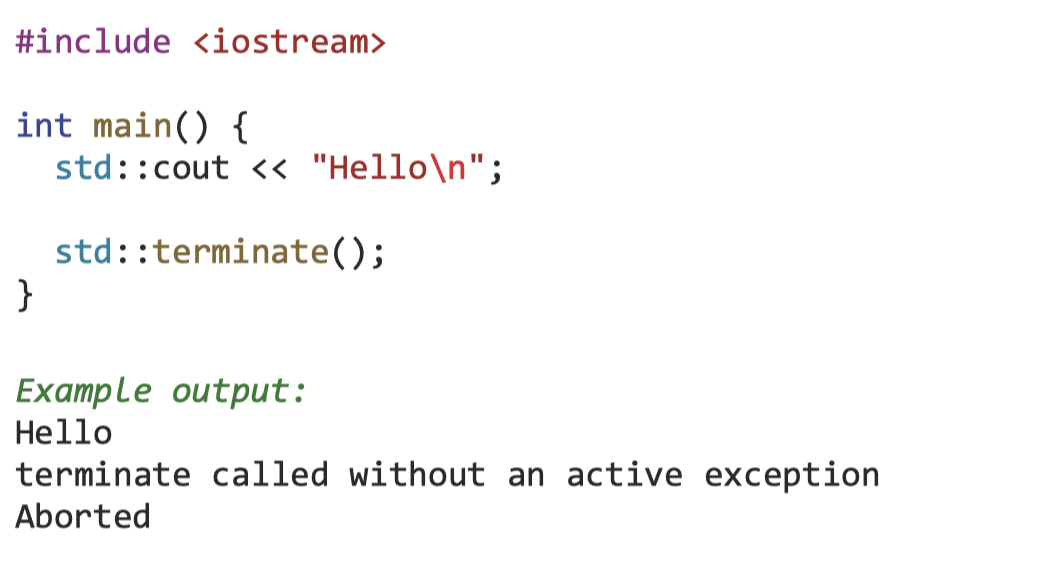 #include <iostream>
int main() {
  std::cout << "Hello\n";
  std::terminate();
}
Example output:
Hello
terminate called without an active exception
Aborted